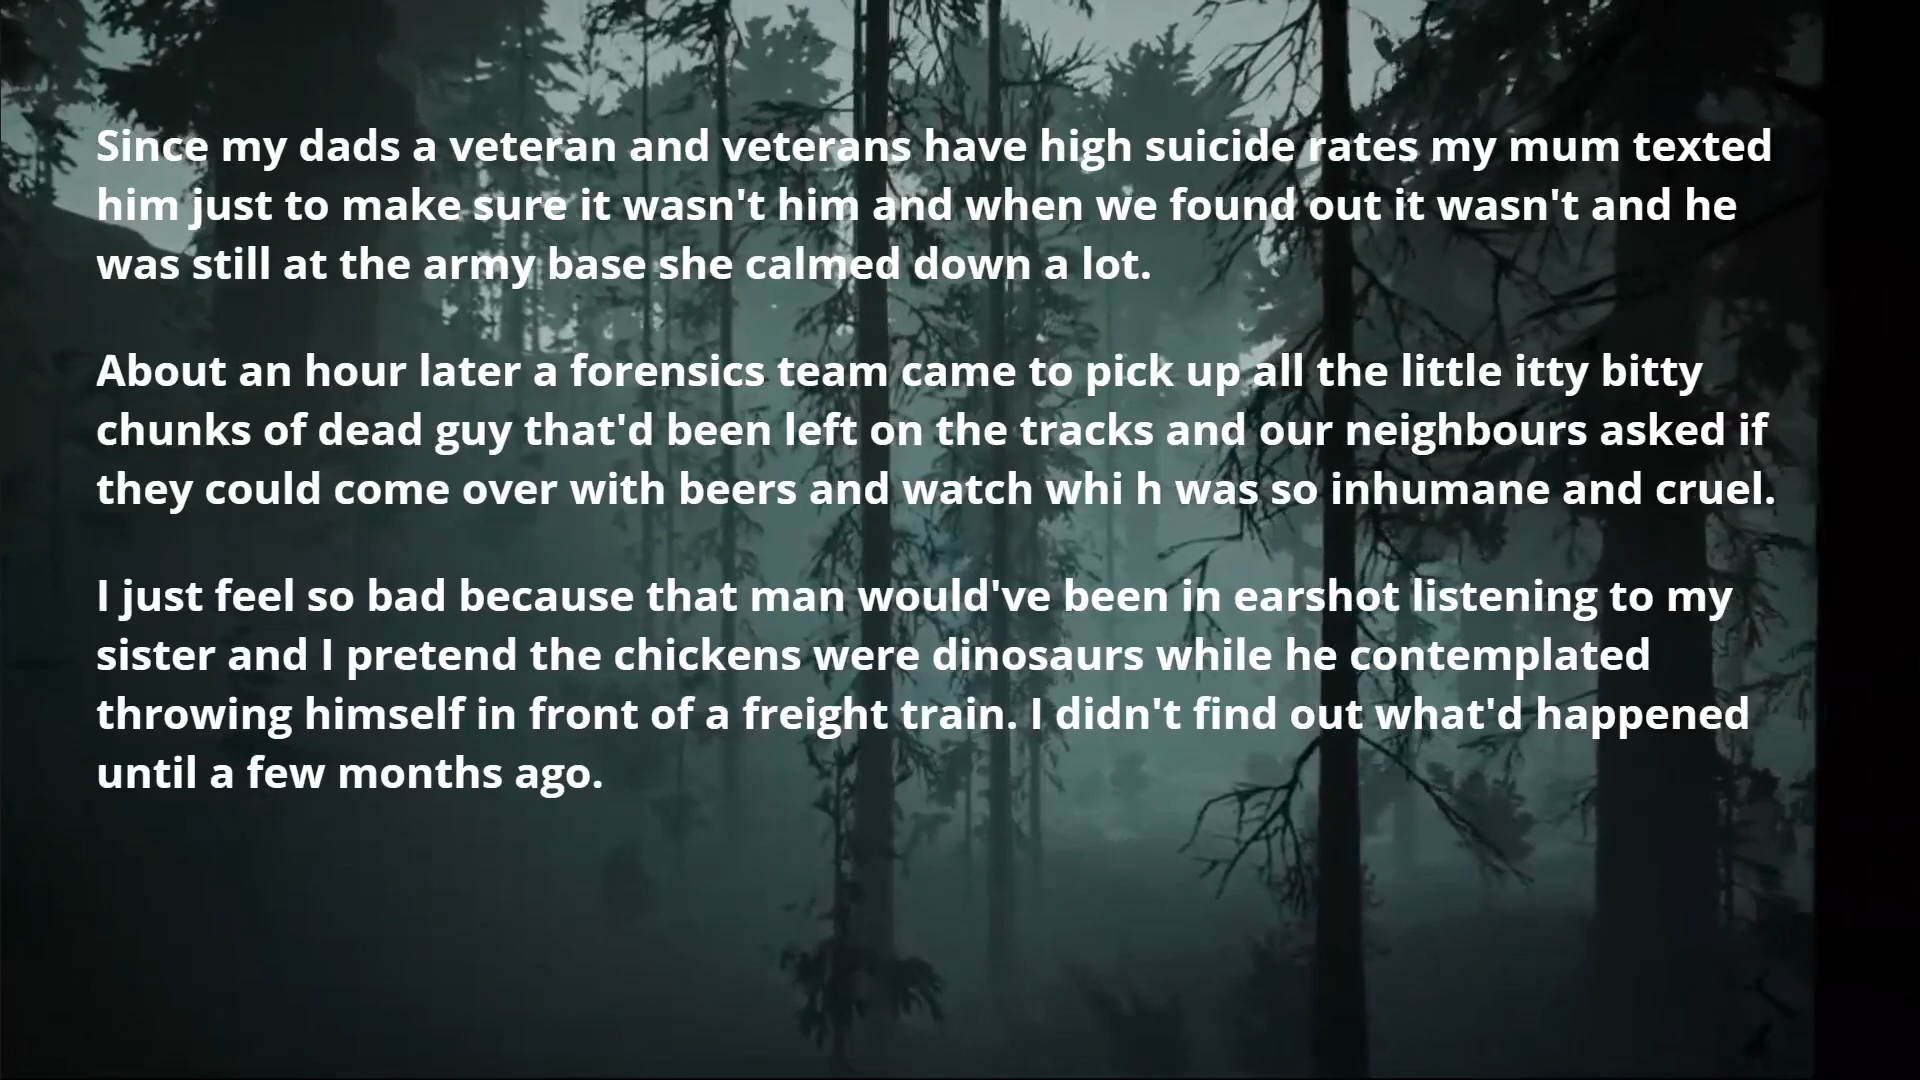 Since my dads a veteran and veterans have high suicide rates my mum texted
him just to make sure it wasn't him and when we found out it wasn't and he
was still at the army base she calmed down a lot.
About an hour later a forensics team came to pick up all the little itty bitty
chunks of dead guy that'd been left on the tracks and our neighbours asked if
they could come over with beers and watch whi h was so inhumane and cruel.
I just feel so bad because that man would've been in earshot listening to my
sister and I pretend the chickens were dinosaurs while he contemplated
throwing himself in front of a freight train. I didn't find out what'd happened
until a few months ago.